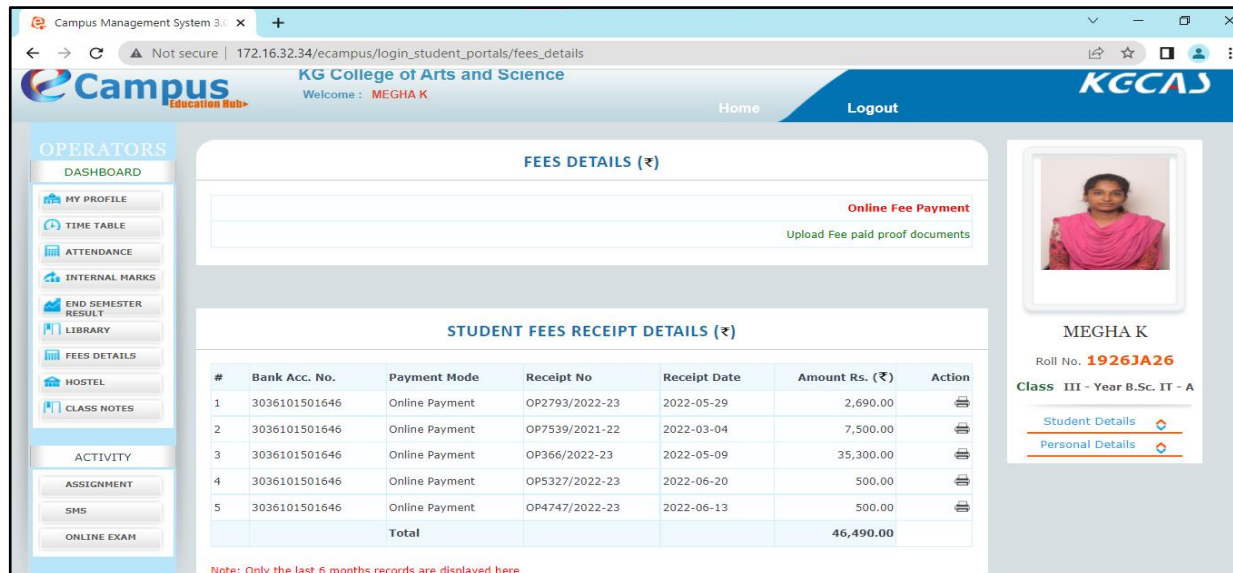 Campus Management System 3.0
Not secure | 172.16.32.34/ecampus/login_student_portals/fees_details
eCampus
Education Hub
KG College of Arts and Science
Welcome : MEGHA K
Home
Logout
KGCAS
OPERATORS
DASHBOARD
MY PROFILE
TIME TABLE
ATTENDANCE
INTERNAL MARKS
END SEMESTER
RESULT
LIBRARY
FEES DETAILS
HOSTEL
CLASS NOTES
ACTIVITY
ASSIGNMENT
SMS
ONLINE EXAM
FEES DETAILS (₹)
Online Fee Payment
Upload Fee paid proof documents
STUDENT FEES RECEIPT DETAILS (₹)
# Bank Acc. No. Payment Mode Receipt No Receipt Date Amount Rs. (₹) Action
1 3036101501646 Online Payment OP2793/2022-23 2022-05-29 2,690.00
2 3036101501646 Online Payment OP7539/2021-22 2022-03-04 7,500.00
3 3036101501646 Online Payment OP366/2022-23 2022-05-09 35,300.00
4 3036101501646 Online Payment OP5327/2022-23 2022-06-20 500.00
5 3036101501646 Online Payment OP4747/2022-23 2022-06-13 500.00
Total 46,490.00
Note: Only the last 6 months records are displayed here
MEGHA K
Roll No. 1926JA26
Class III - Year B.Sc. IT - A
Student Details
Personal Details